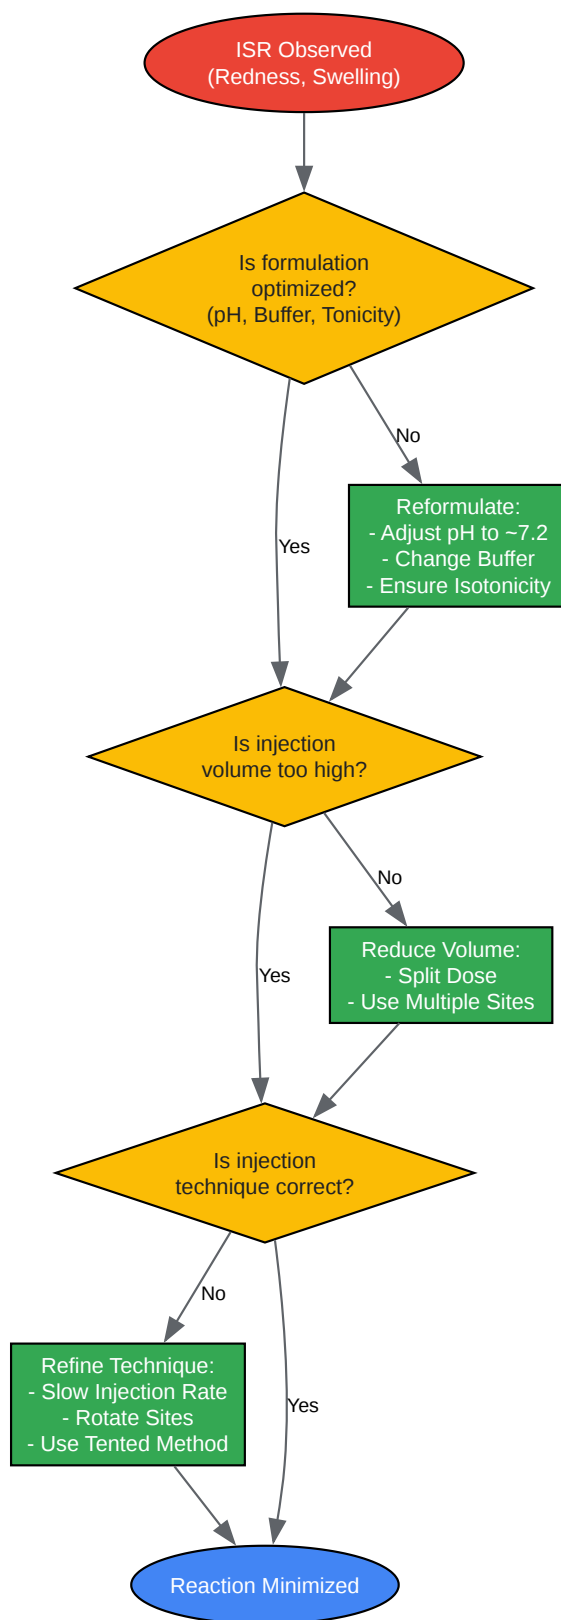 ISR Observed
(Redness, Swelling)
Is formulation
optimized?
(pH, Buffer, Tonicity)
No
Reformulate:
- Adjust pH to ~7.2
- Change Buffer
- Ensure Isotonicity
Yes
Is injection
volume too high?
No
Reduce Volume:
- Split Dose
- Use Multiple Sites
Yes
Is injection
technique correct?
No
Refine Technique:
- Slow Injection Rate
- Rotate Sites
- Use Tented Method
Yes
Reaction Minimized